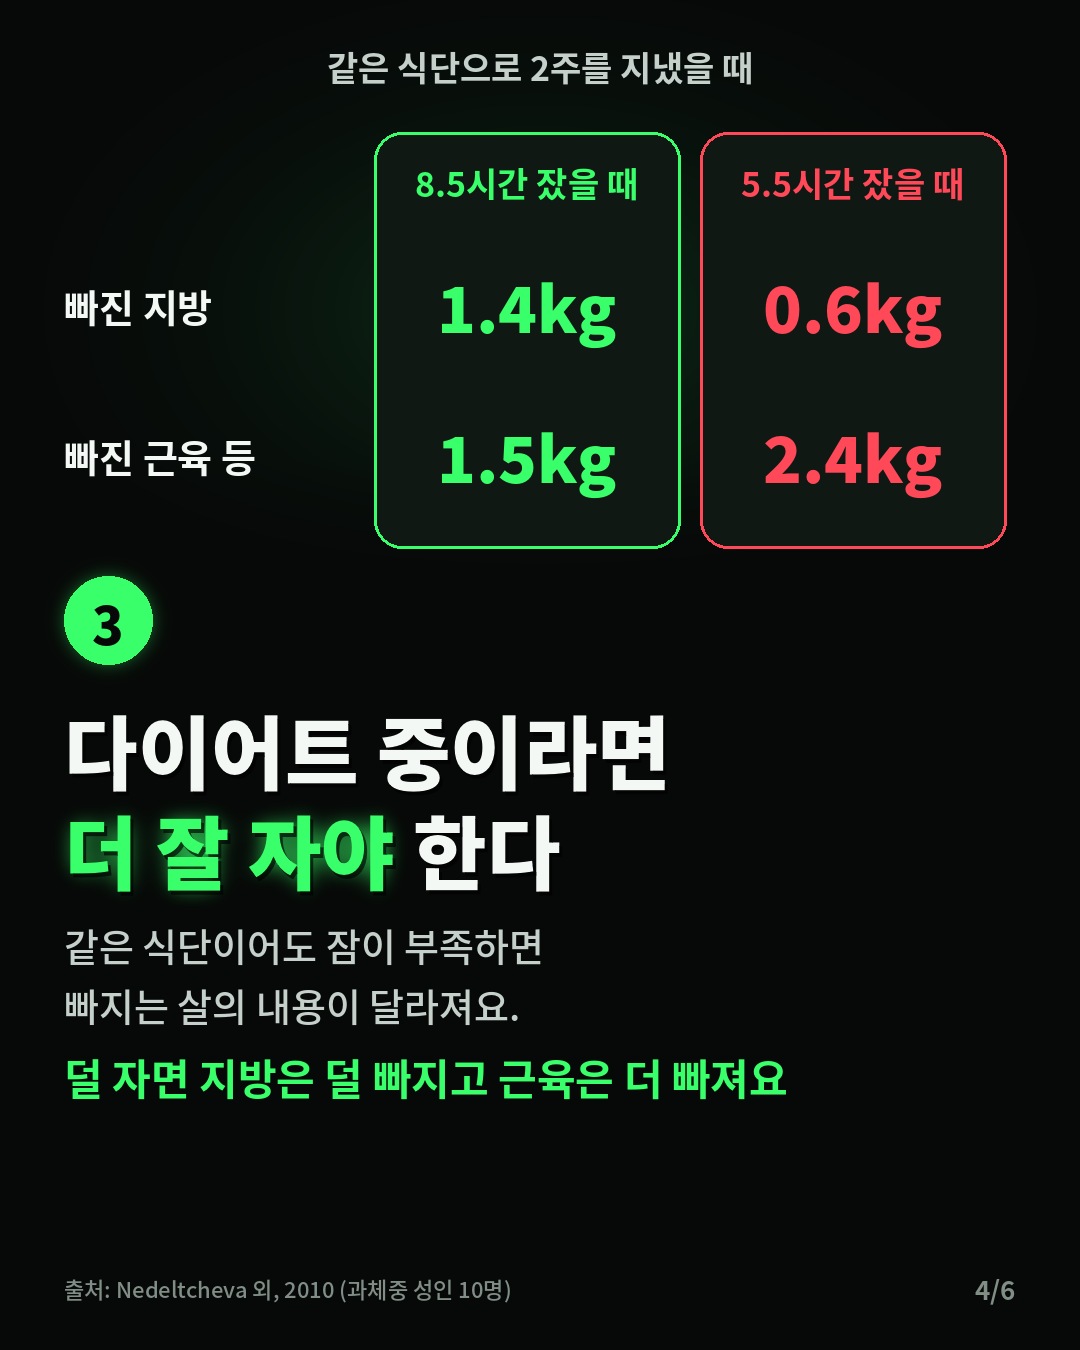 같은 식단으로 2주를 지냈을 때
8.5시간 잤을 때
5.5시간 잤을 때
빠진 지방
1.4kg
0.6kg
빠진 근육 등
1.5kg
2.4kg
3
다이어트 중이라면
더 잘 자야 한다
같은 식단이어도 잠이 부족하면
빠지는 살의 내용이 달라져요.
덜 자면 지방은 덜 빠지고 근육은 더 빠져요
출처: Nedeltcheva 외, 2010 (과체중 성인 10명)
4/6